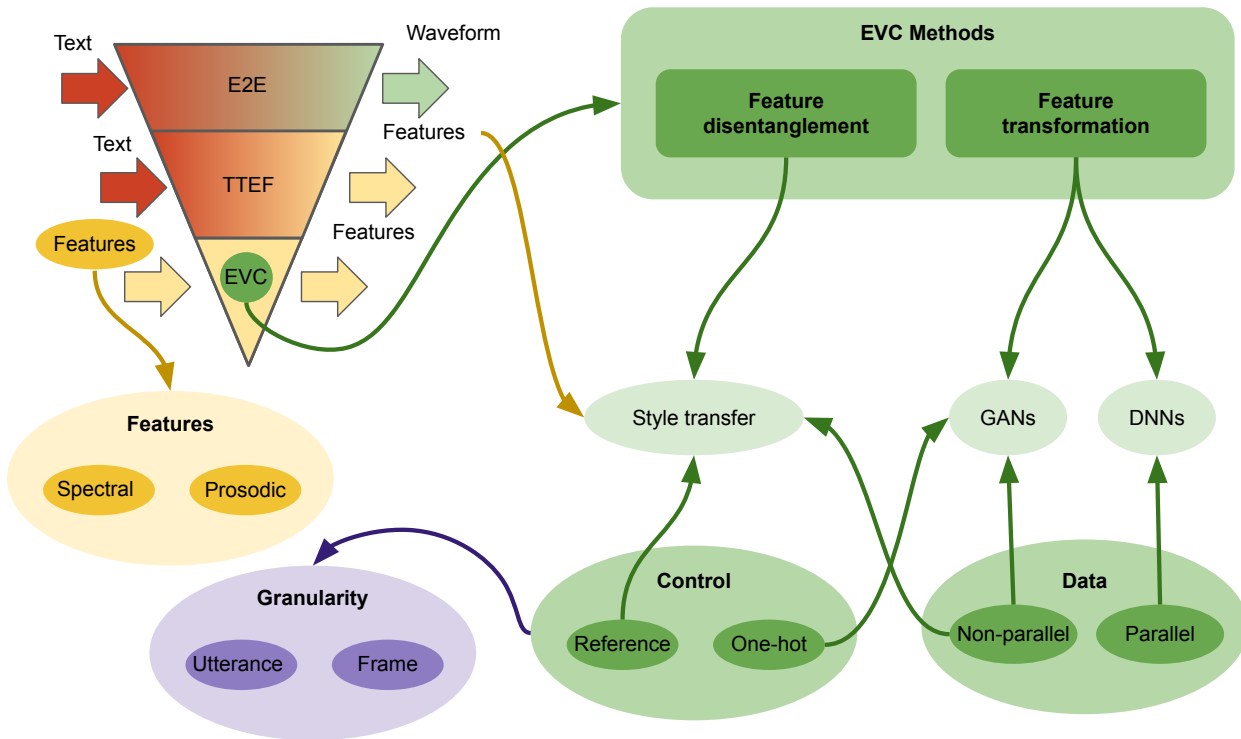 Text
Waveform
E2E
Text
Features
TTEF
Features
Features
EVC
EVC Methods
Feature
disentanglement
Feature
transformation
Features
Spectral
Prosodic
Style transfer
GANs
DNNs
Granularity
Utterance
Frame
Control
Reference
One-hot
Data
Non-parallel
Parallel